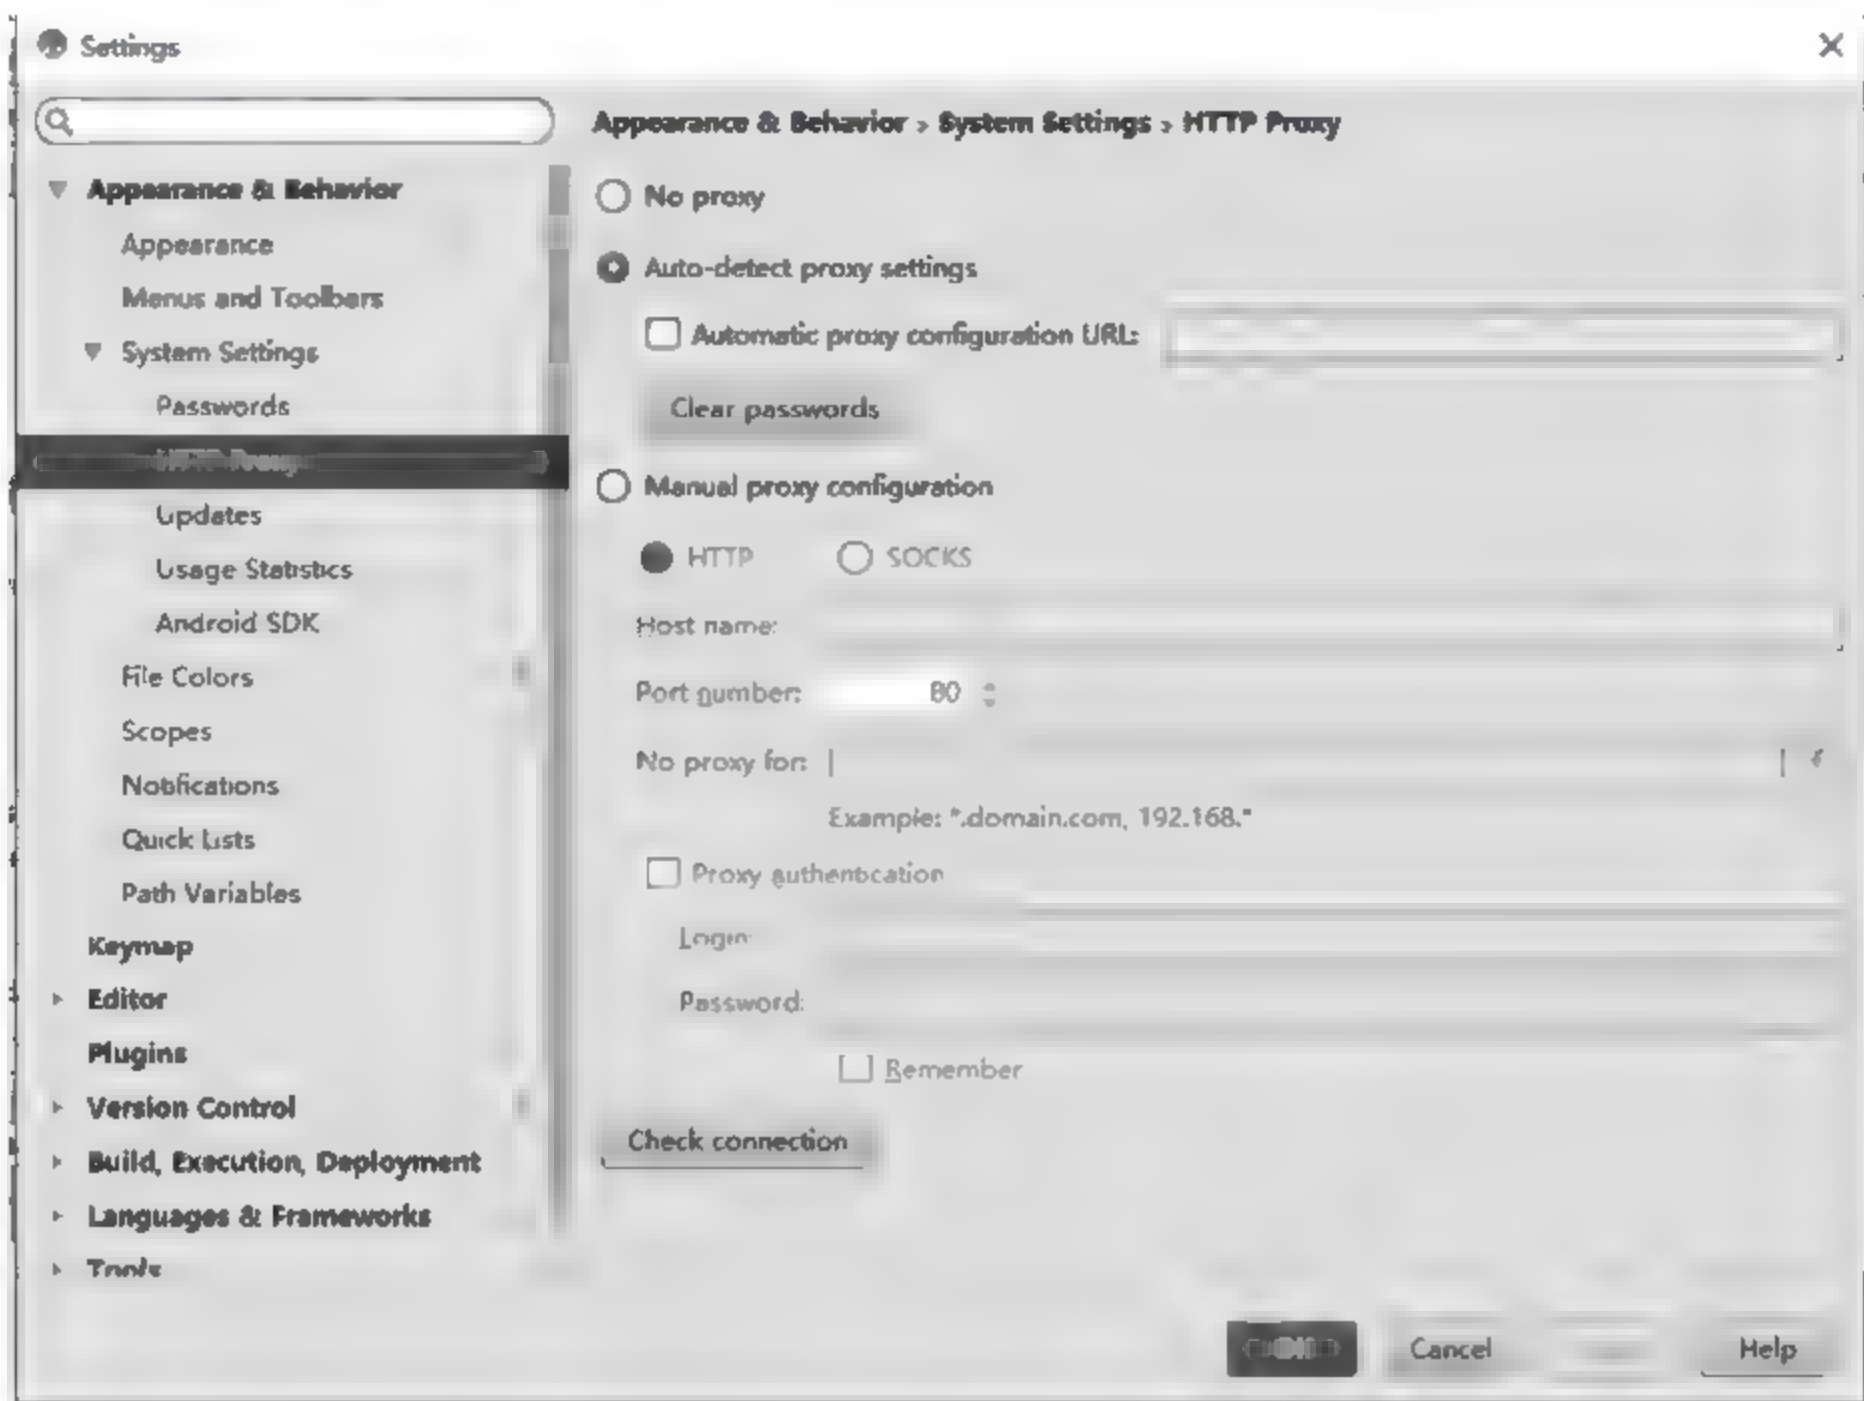 Settings
Appearance & Behavior › System Settings › HTTP Proxy
Appearance & Behavior
Appearance
Menus and Toolbars
System Settings
Passwords
HTTP Proxy
Updates
Usage Statistics
Android SDK
File Colors
Scopes
Notifications
Quick Lists
Path Variables
Keymap
Editor
Plugins
Version Control
Build, Execution, Deployment
Languages & Frameworks
Tools
No proxy
Auto-detect proxy settings
Automatic proxy configuration URL:
Clear passwords
Manual proxy configuration
HTTP SOCKS
Host name:
Port number: 80
No proxy for:
Example: *.domain.com, 192.168.*
Proxy authentication
Login:
Password:
Remember
Check connection
OK Cancel Help